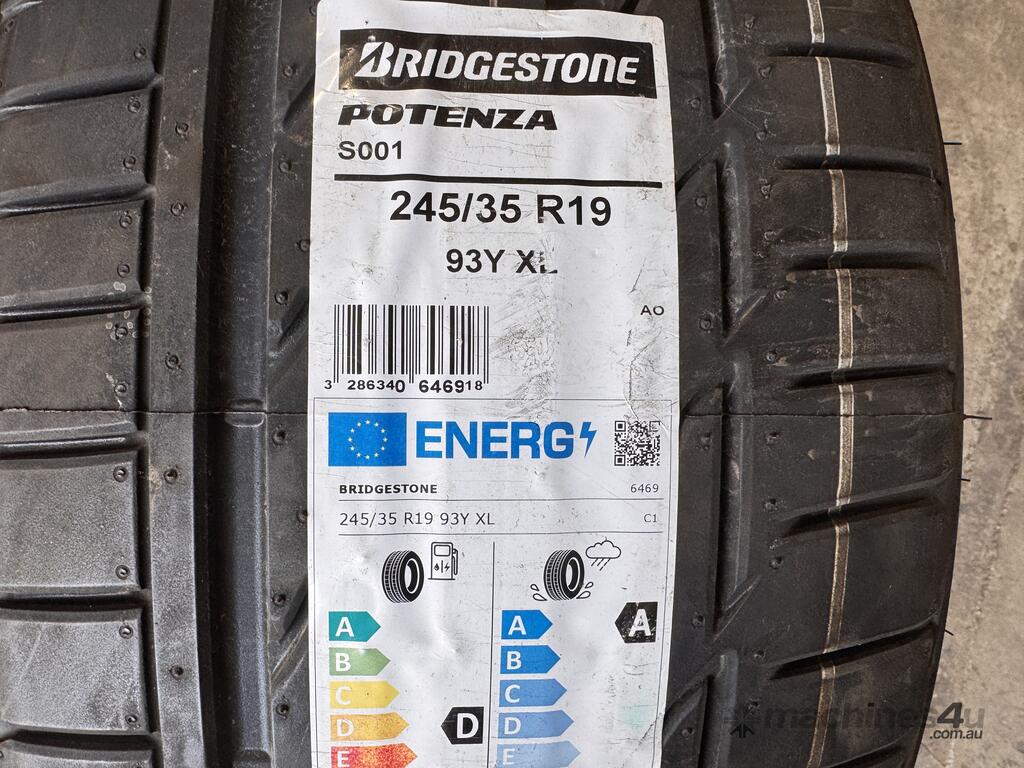 BRIDGESTONE
POTENZA
S001
245/35 R19
93Y XL
AO
3 286340 646918
ENERG
BRIDGESTONE 6469
245/35 R19 93Y XL C1
A A A
B B
C C
D D D
E E
machines4u
.com.au